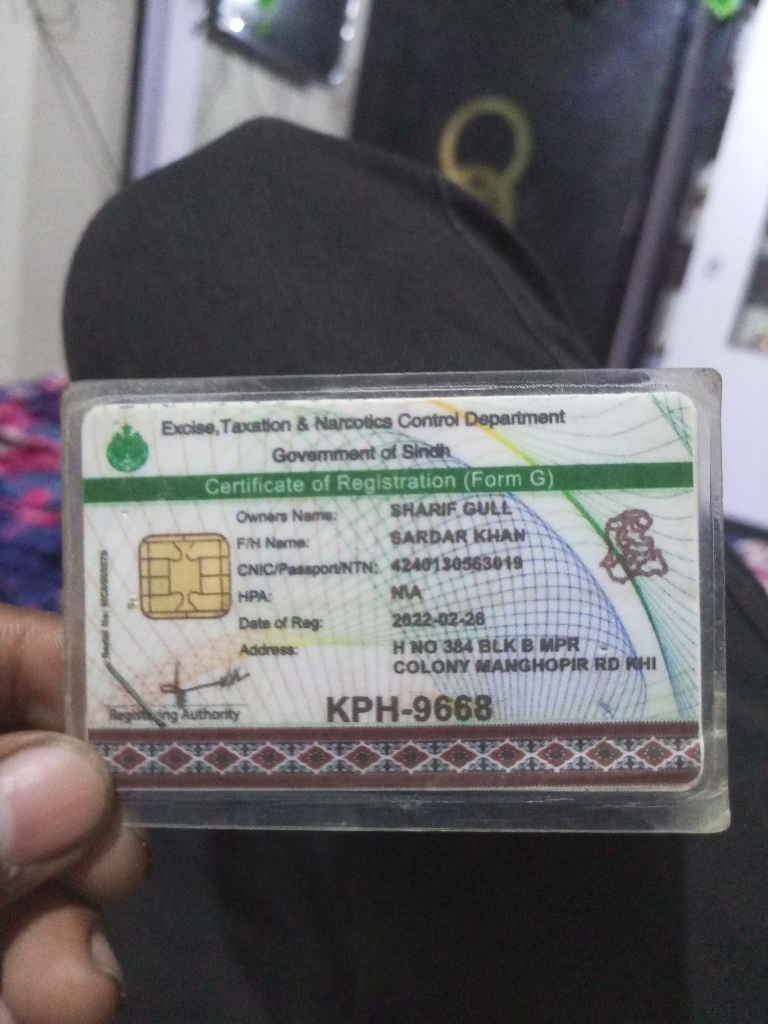 Excise,Taxation & Narcotics Control Department
Government of Sindh
Certificate of Registration (Form G)
Owners Name: SHARIF GULL
F/H Name: SARDAR KHAN
CNIC/Passport/NTN: 4240130563019
HPA: N\A
Date of Reg: 2022-02-26
Address: H NO 384 BLK B MPR
COLONY MANGHOPIR RD KHI
Registering Authority
KPH-9668